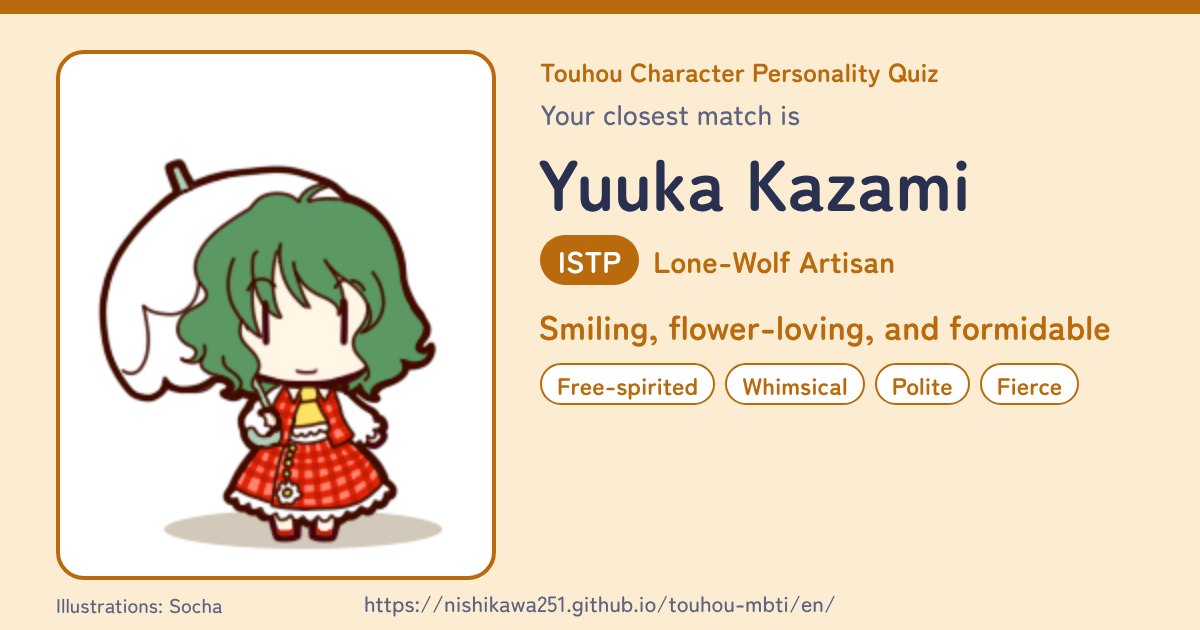 Touhou Character Personality Quiz
Your closest match is
Yuuka Kazami
ISTP Lone-Wolf Artisan
Smiling, flower-loving, and formidable
Free-spirited Whimsical Polite Fierce
Illustrations: Socha https://nishikawa251.github.io/touhou-mbti/en/